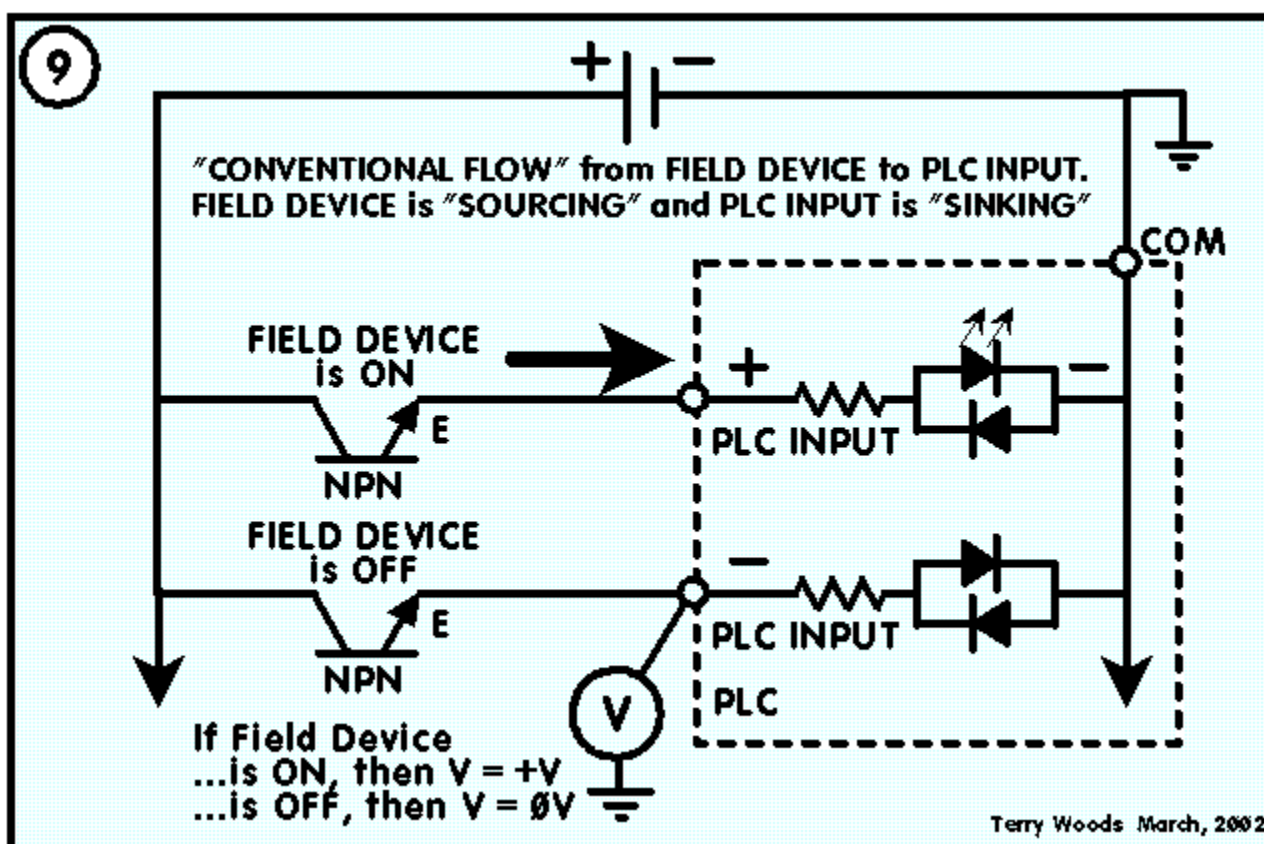 9
+ −
"CONVENTIONAL FLOW" from FIELD DEVICE to PLC INPUT.
FIELD DEVICE is "SOURCING" and PLC INPUT is "SINKING"
COM
FIELD DEVICE
is ON
+ −
E
PLC INPUT
NPN
FIELD DEVICE
is OFF
−
E
PLC INPUT
NPN
V
PLC
If Field Device
...is ON, then V = +V
...is OFF, then V = ØV
Terry Woods March, 2002